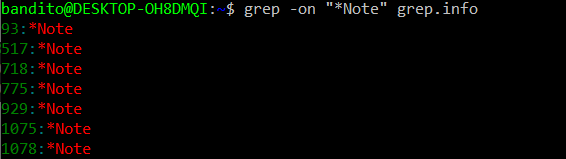 bandito@DESKTOP-OH8DMQI:~$ grep -on "*Note" grep.info
93:*Note
517:*Note
718:*Note
775:*Note
929:*Note
1075:*Note
1078:*Note